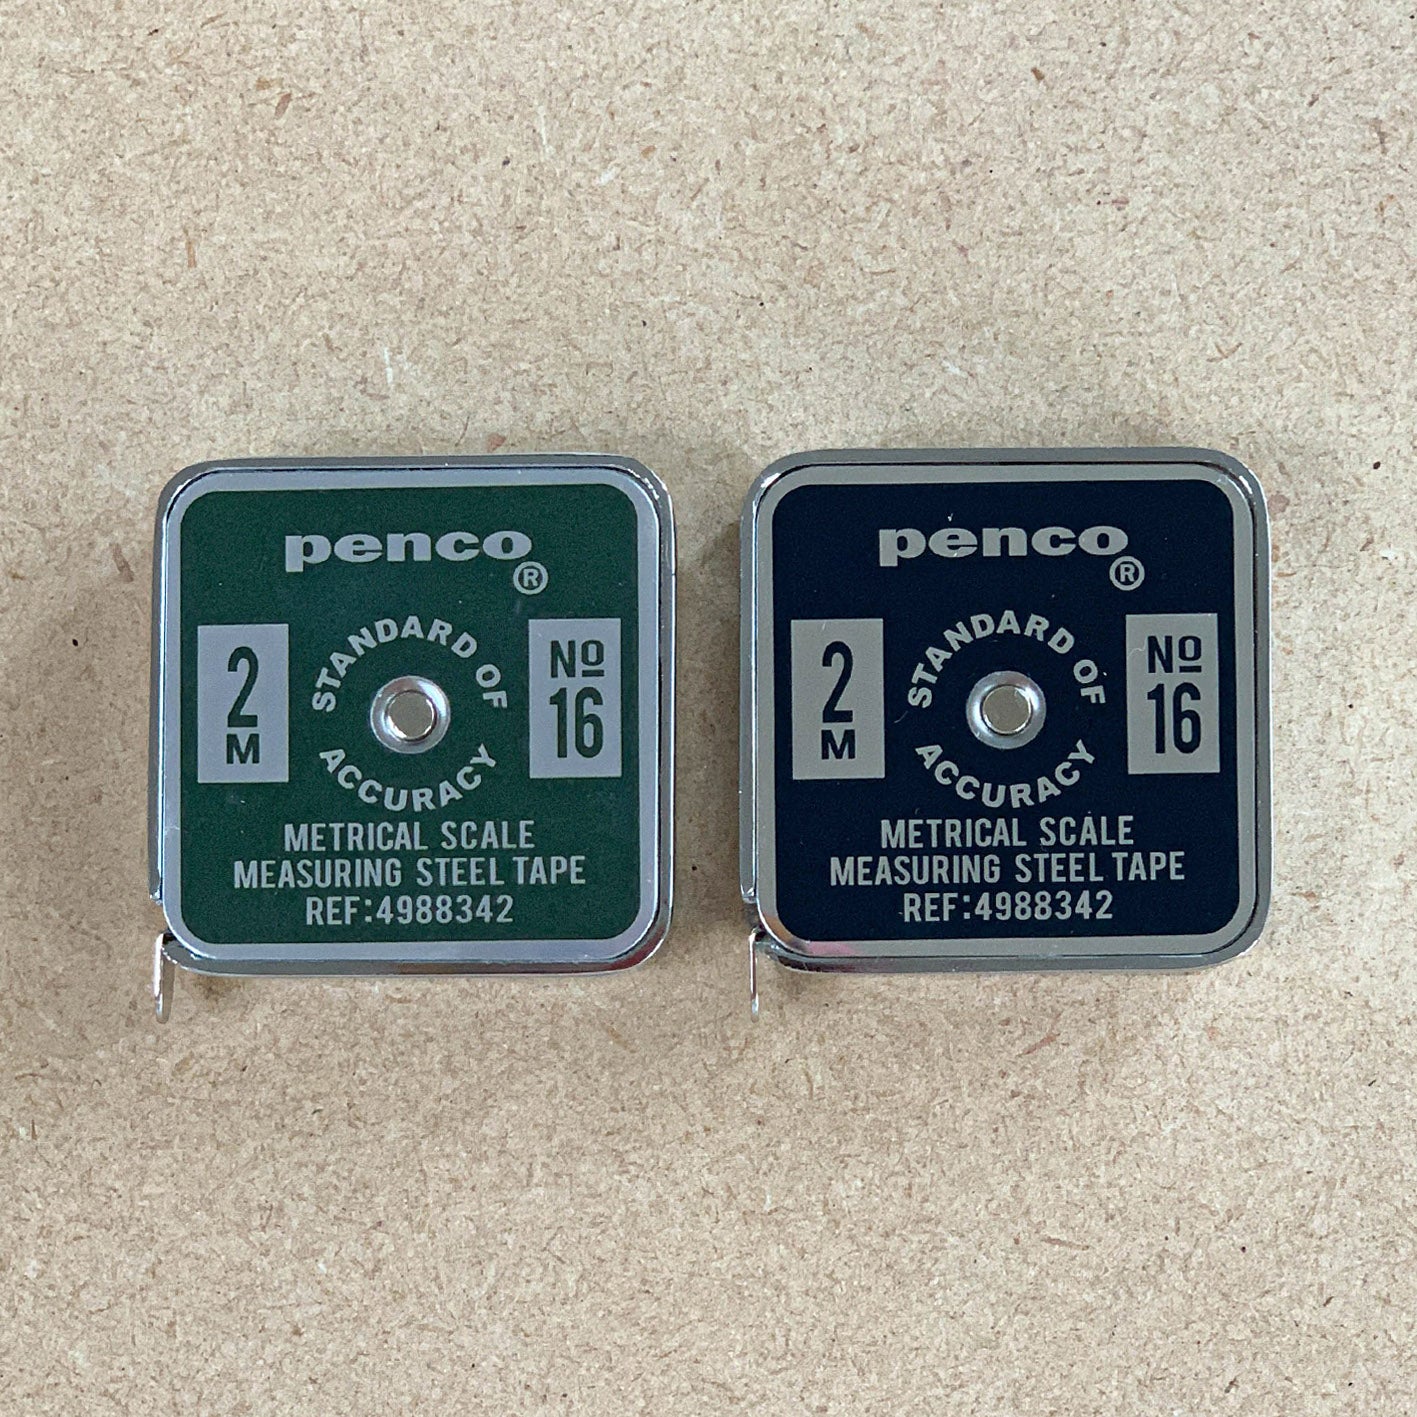 penco
®
2
M
STANDARD OF
ACCURACY
No
16
METRICAL SCALE
MEASURING STEEL TAPE
REF:4988342
penco
®
2
M
STANDARD OF
ACCURACY
No
16
METRICAL SCALE
MEASURING STEEL TAPE
REF:4988342